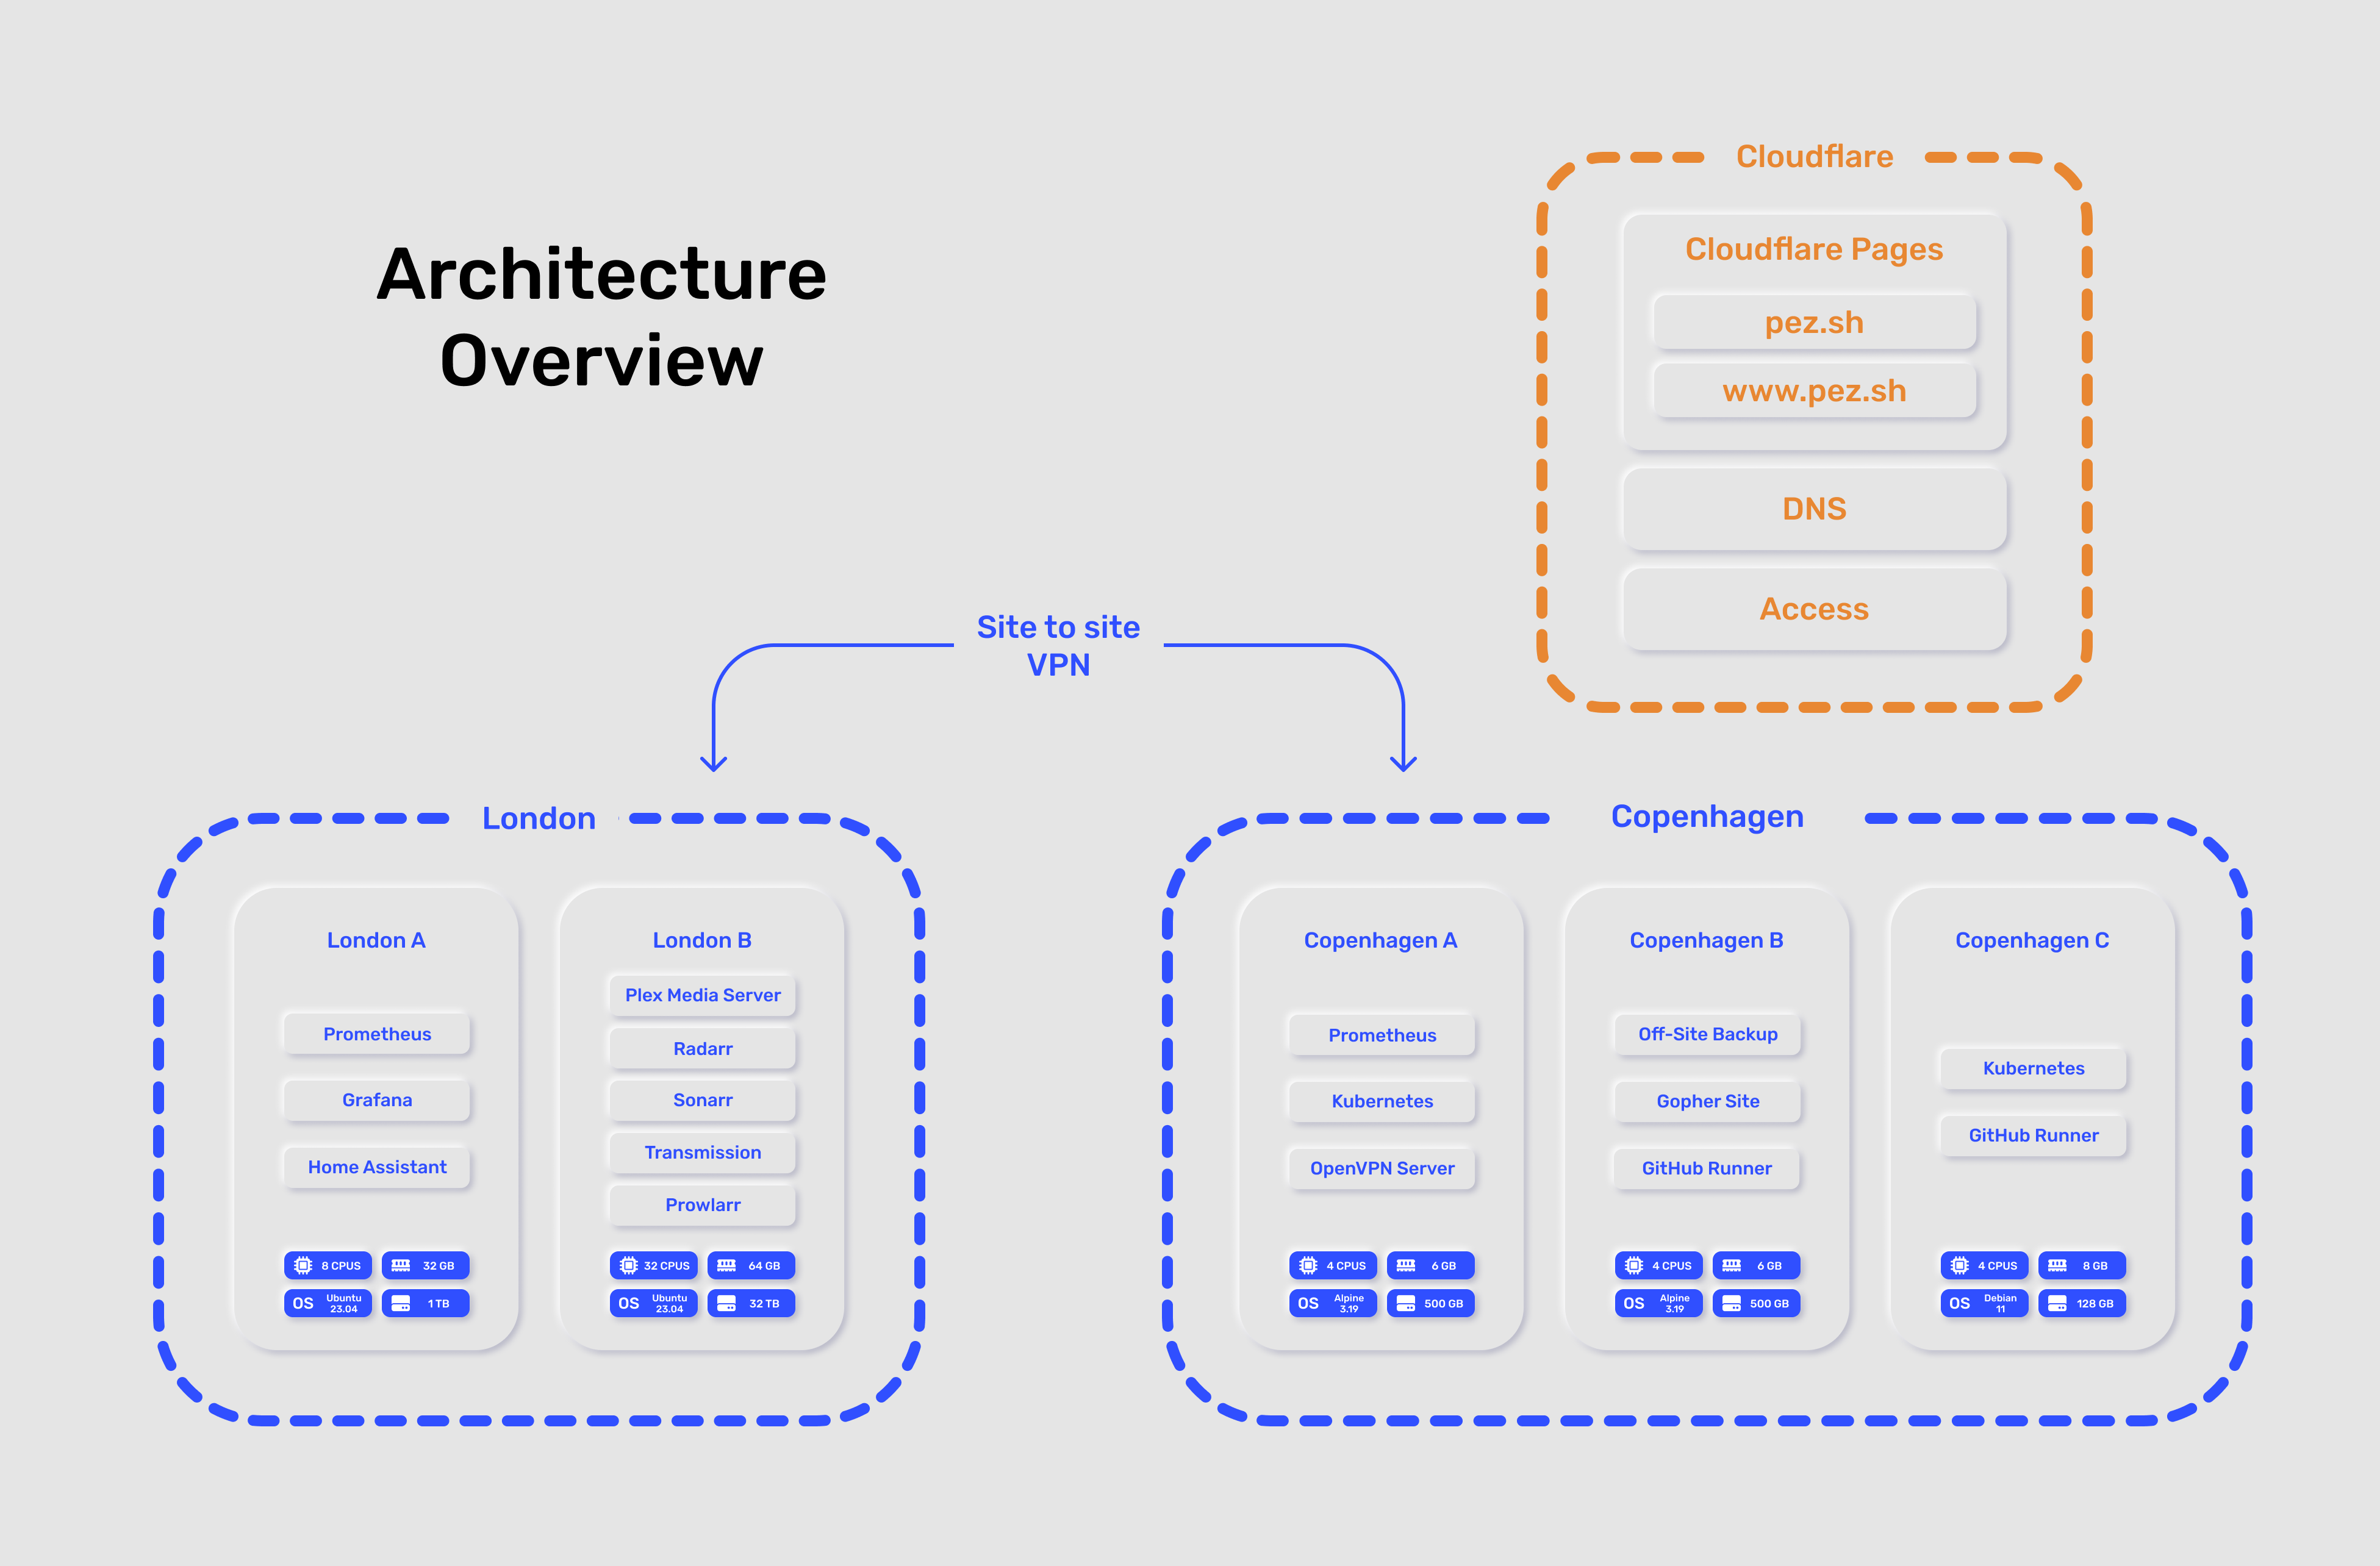 Architecture
Overview
Cloudflare
Cloudflare Pages
pez.sh
www.pez.sh
DNS
Access
Site to site
VPN
London
London A
Prometheus
Grafana
Home Assistant
8 CPUS
32 GB
OS
Ubuntu
23.04
1 TB
London B
Plex Media Server
Radarr
Sonarr
Transmission
Prowlarr
32 CPUS
64 GB
OS
Ubuntu
23.04
32 TB
Copenhagen
Copenhagen A
Prometheus
Kubernetes
OpenVPN Server
4 CPUS
6 GB
OS
Alpine
3.19
500 GB
Copenhagen B
Off-Site Backup
Gopher Site
GitHub Runner
4 CPUS
6 GB
OS
Alpine
3.19
500 GB
Copenhagen C
Kubernetes
GitHub Runner
4 CPUS
8 GB
OS
Debian
11
128 GB